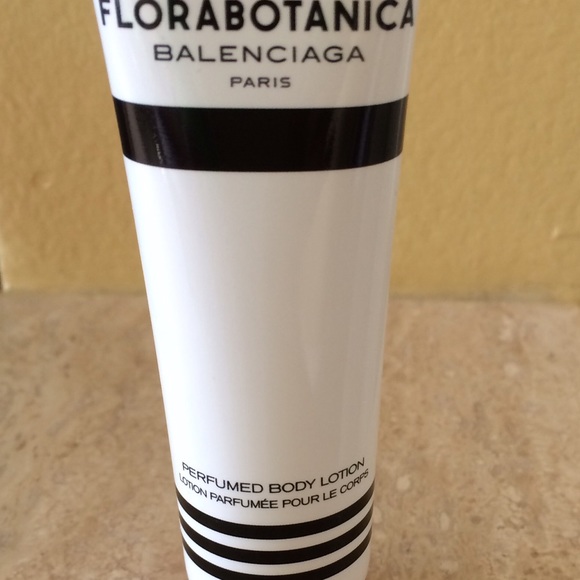 FLORABOTANICA
BALENCIAGA
PARIS
PERFUMED BODY LOTION
LOTION PARFUMÉE POUR LE CORPS